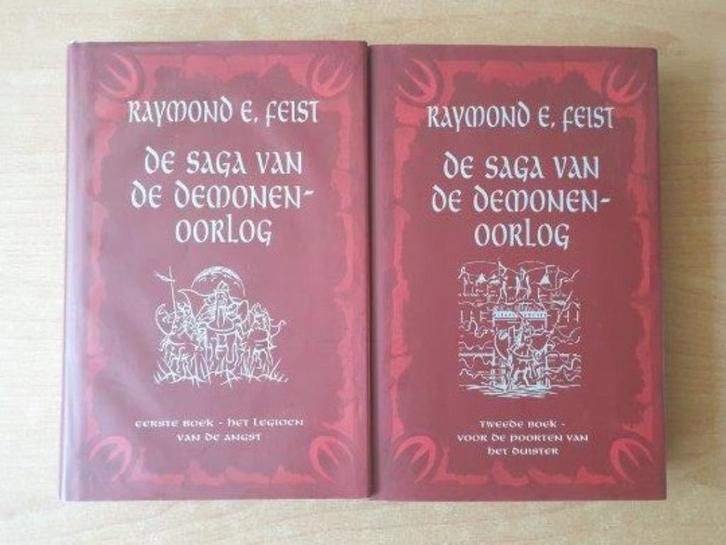 RAYMOND E. FEIST
DE SAGA VAN
DE DEMONEN-
OORLOG
EERSTE BOEK - HET LEGIOEN
VAN DE ANGST
RAYMOND E. FEIST
DE SAGA VAN
DE DEMONEN-
OORLOG
TWEEDE BOEK -
VOOR DE POORTEN VAN
HET DUISTER